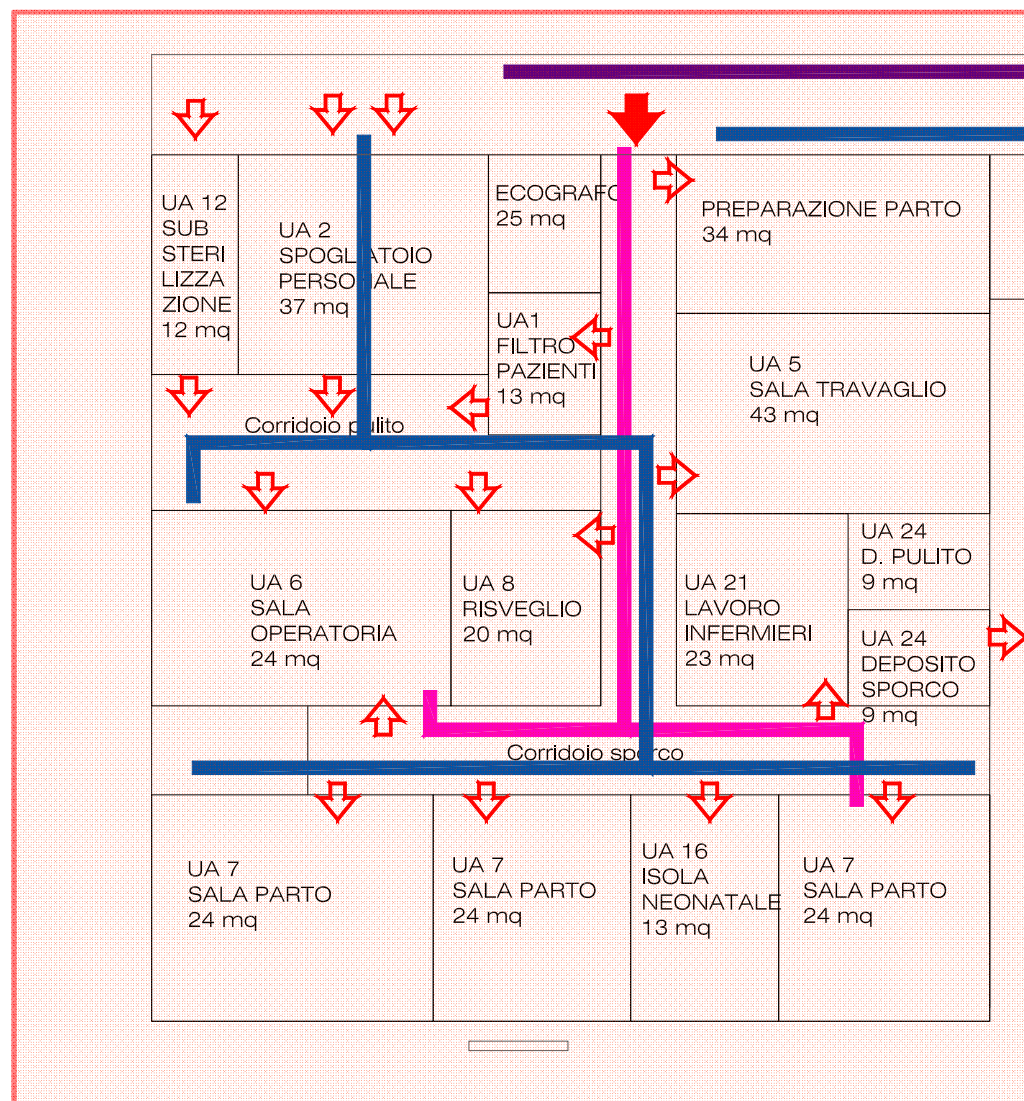 UA 12
SUB
STERI
LIZZA
ZIONE
12 mq
UA 2
SPOGLIATOIO
PERSONALE
37 mq
ECOGRAFO
25 mq
PREPARAZIONE PARTO
34 mq
UA1
FILTRO
PAZIENTI
13 mq
UA 5
SALA TRAVAGLIO
43 mq
Corridoio pulito
UA 6
SALA
OPERATORIA
24 mq
UA 8
RISVEGLIO
20 mq
UA 21
LAVORO
INFERMIERI
23 mq
UA 24
D. PULITO
9 mq
UA 24
DEPOSITO
SPORCO
9 mq
Corridoio sporco
UA 7
SALA PARTO
24 mq
UA 7
SALA PARTO
24 mq
UA 16
ISOLA
NEONATALE
13 mq
UA 7
SALA PARTO
24 mq